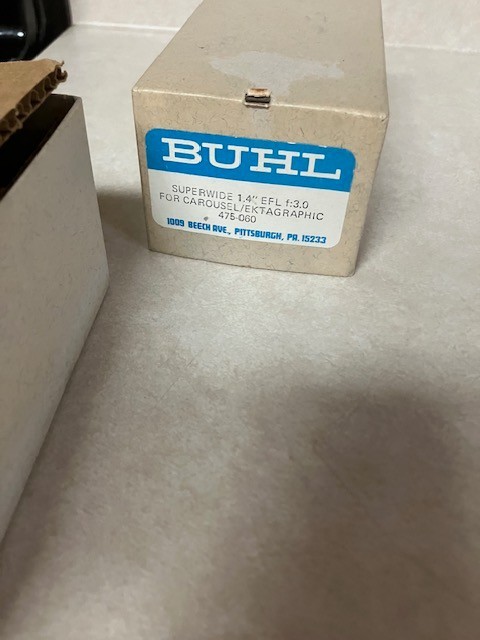 BUHL
SUPERWIDE 1.4" EFL f:3.0
FOR CAROUSEL/EKTAGRAPHIC
475-060
1009 BEECH AVE., PITTSBURGH, PA. 15233